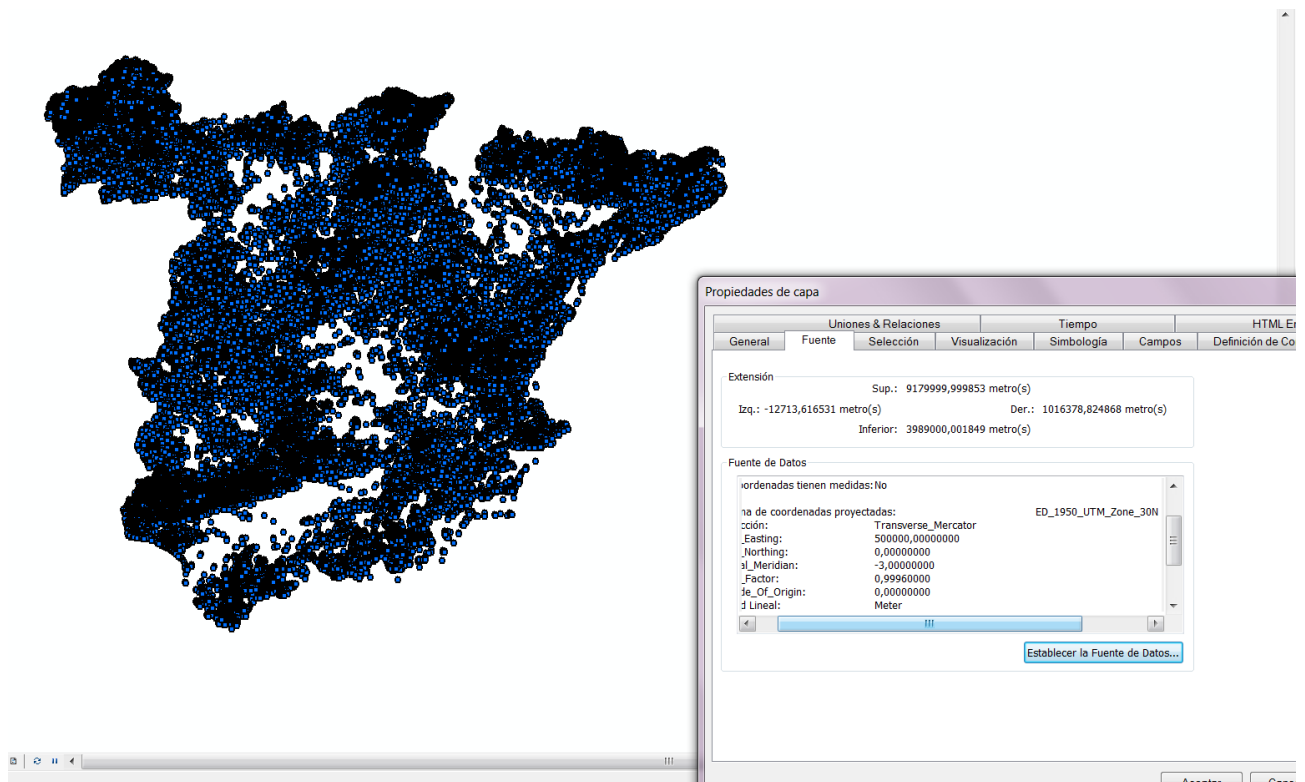 Propiedades de capa
Uniones & Relaciones Tiempo HTML E
General Fuente Selección Visualización Simbología Campos Definición de Co
Extensión
Sup.: 9179999,999853 metro(s)
Izq.: -12713,616531 metro(s) Der.: 1016378,824868 metro(s)
Inferior: 3989000,001849 metro(s)
Fuente de Datos
ordenadas tienen medidas: No
na de coordenadas proyectadas: ED_1950_UTM_Zone_30N
cción: Transverse_Mercator
_Easting: 500000,00000000
_Northing: 0,00000000
al_Meridian: -3,00000000
_Factor: 0,99960000
de_Of_Origin: 0,00000000
d Lineal: Meter
Establecer la Fuente de Datos...